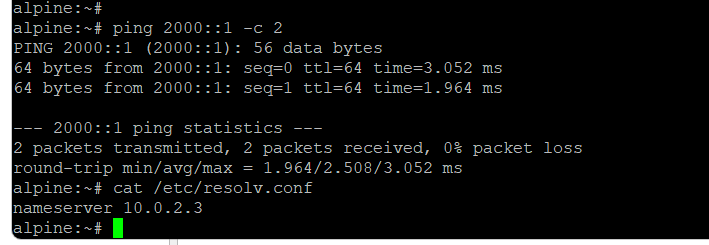 alpine:~#
alpine:~# ping 2000::1 -c 2
PING 2000::1 (2000::1): 56 data bytes
64 bytes from 2000::1: seq=0 ttl=64 time=3.052 ms
64 bytes from 2000::1: seq=1 ttl=64 time=1.964 ms
--- 2000::1 ping statistics ---
2 packets transmitted, 2 packets received, 0% packet loss
round-trip min/avg/max = 1.964/2.508/3.052 ms
alpine:~# cat /etc/resolv.conf
nameserver 10.0.2.3
alpine:~#